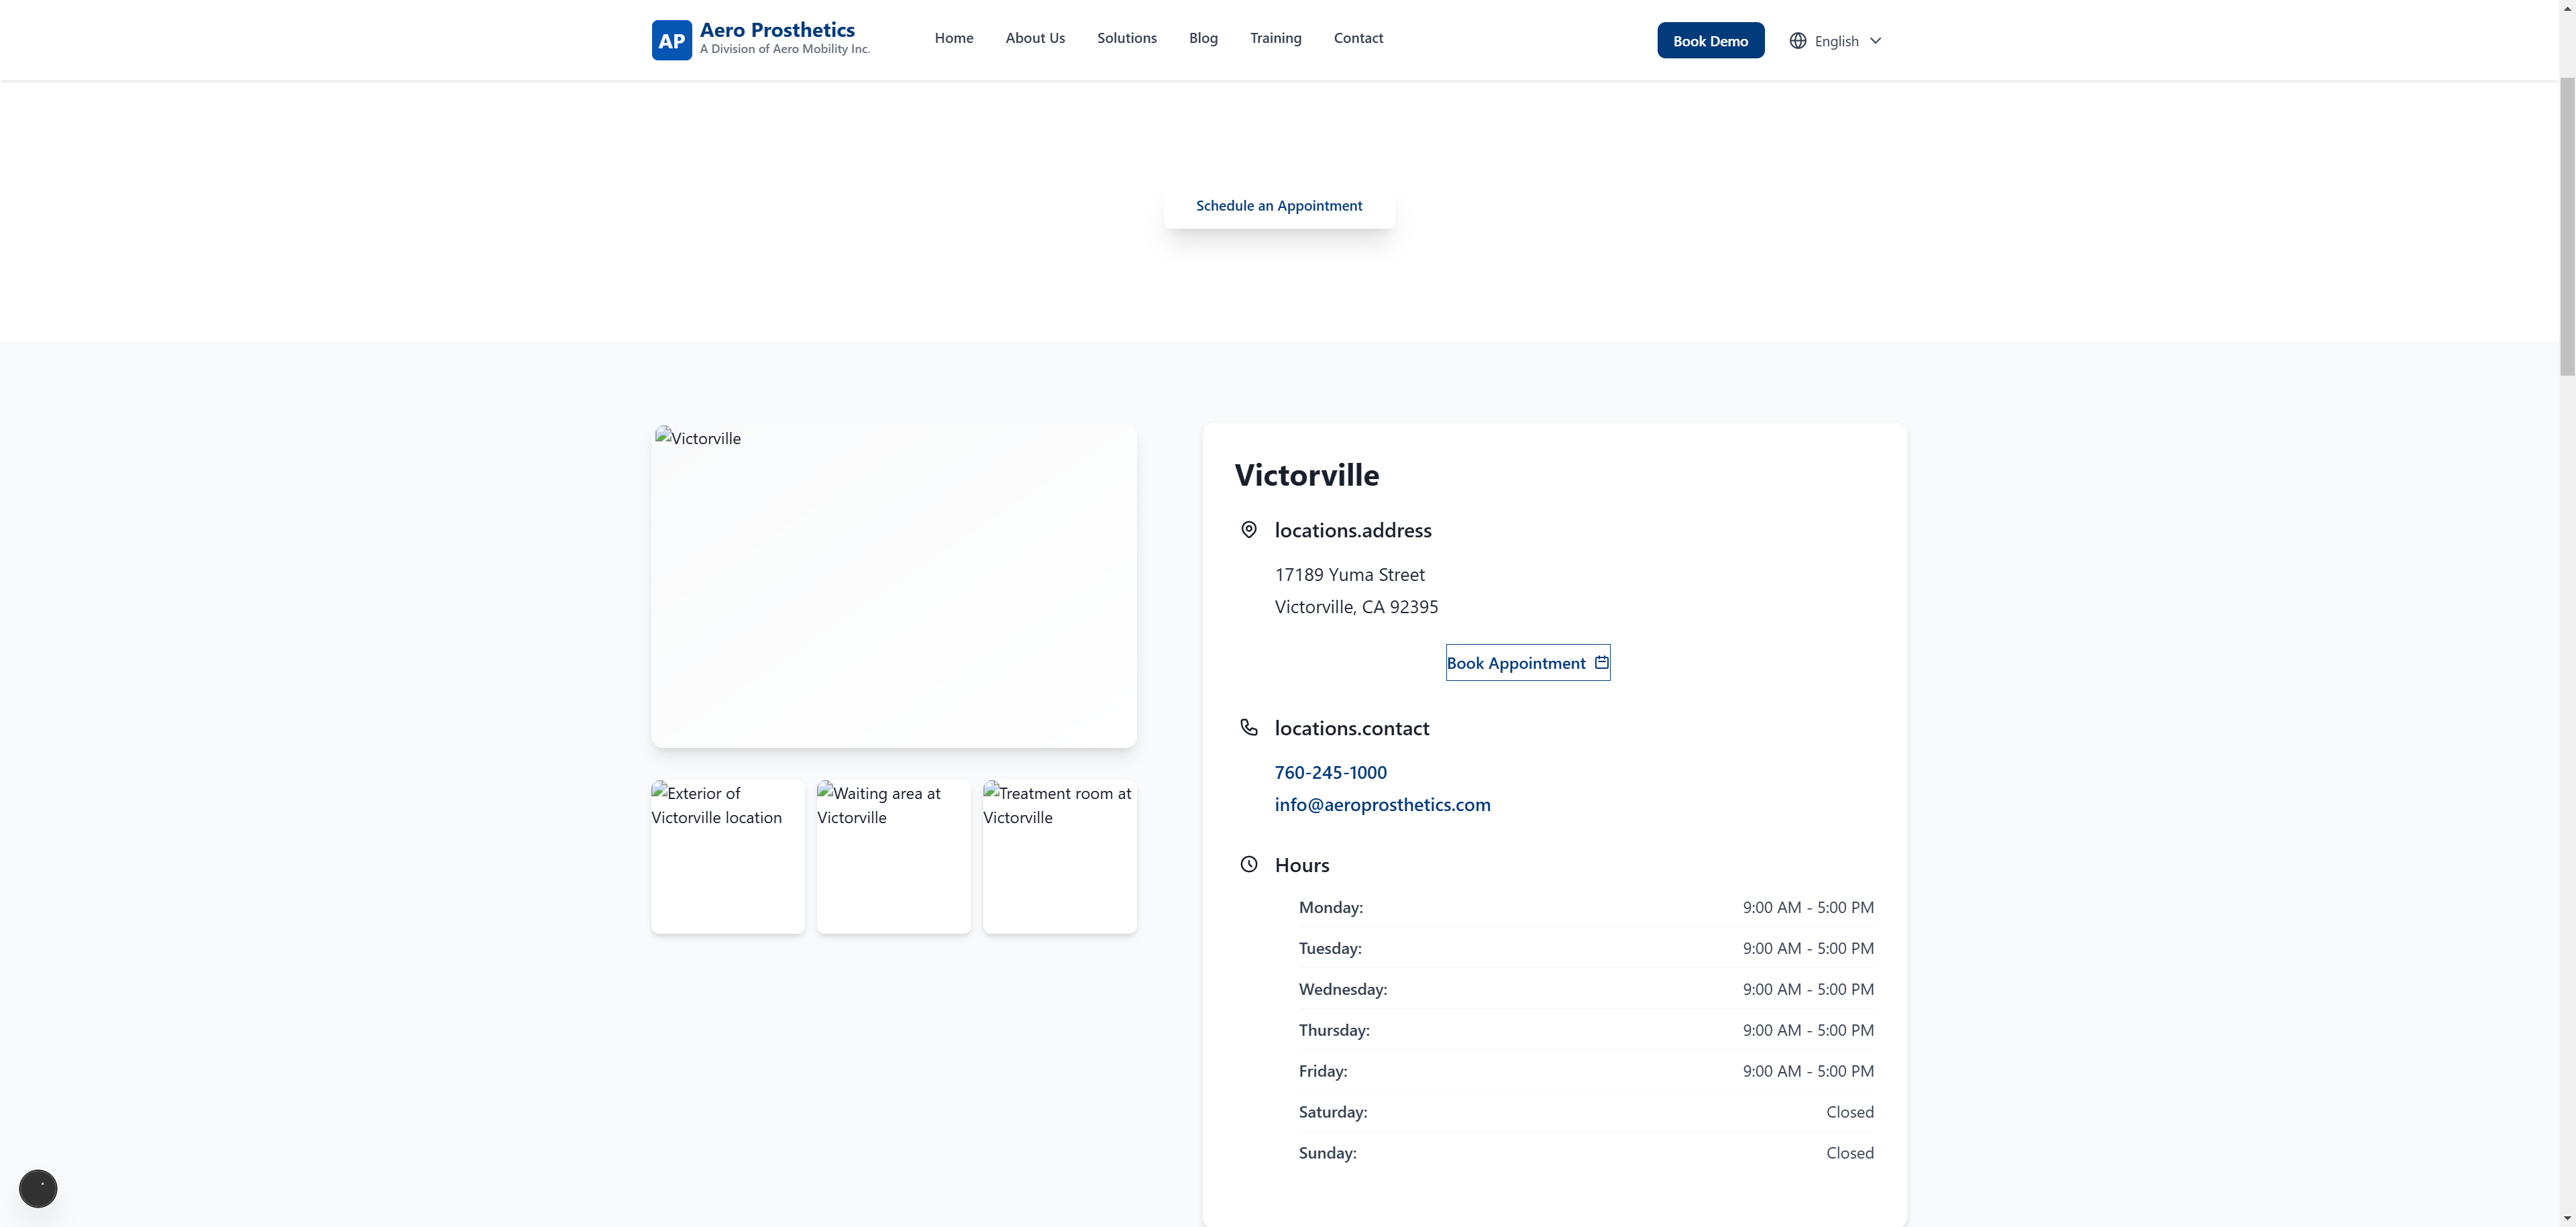 AP
Aero Prosthetics
A Division of Aero Mobility Inc.
Home
About Us
Solutions
Blog
Training
Contact
Book Demo
English
Schedule an Appointment
Victorville
Exterior of
Victorville location
Waiting area at
Victorville
Treatment room at
Victorville
Victorville
locations.address
17189 Yuma Street
Victorville, CA 92395
Book Appointment
locations.contact
760-245-1000
info@aeroprosthetics.com
Hours
Monday: 9:00 AM - 5:00 PM
Tuesday: 9:00 AM - 5:00 PM
Wednesday: 9:00 AM - 5:00 PM
Thursday: 9:00 AM - 5:00 PM
Friday: 9:00 AM - 5:00 PM
Saturday: Closed
Sunday: Closed